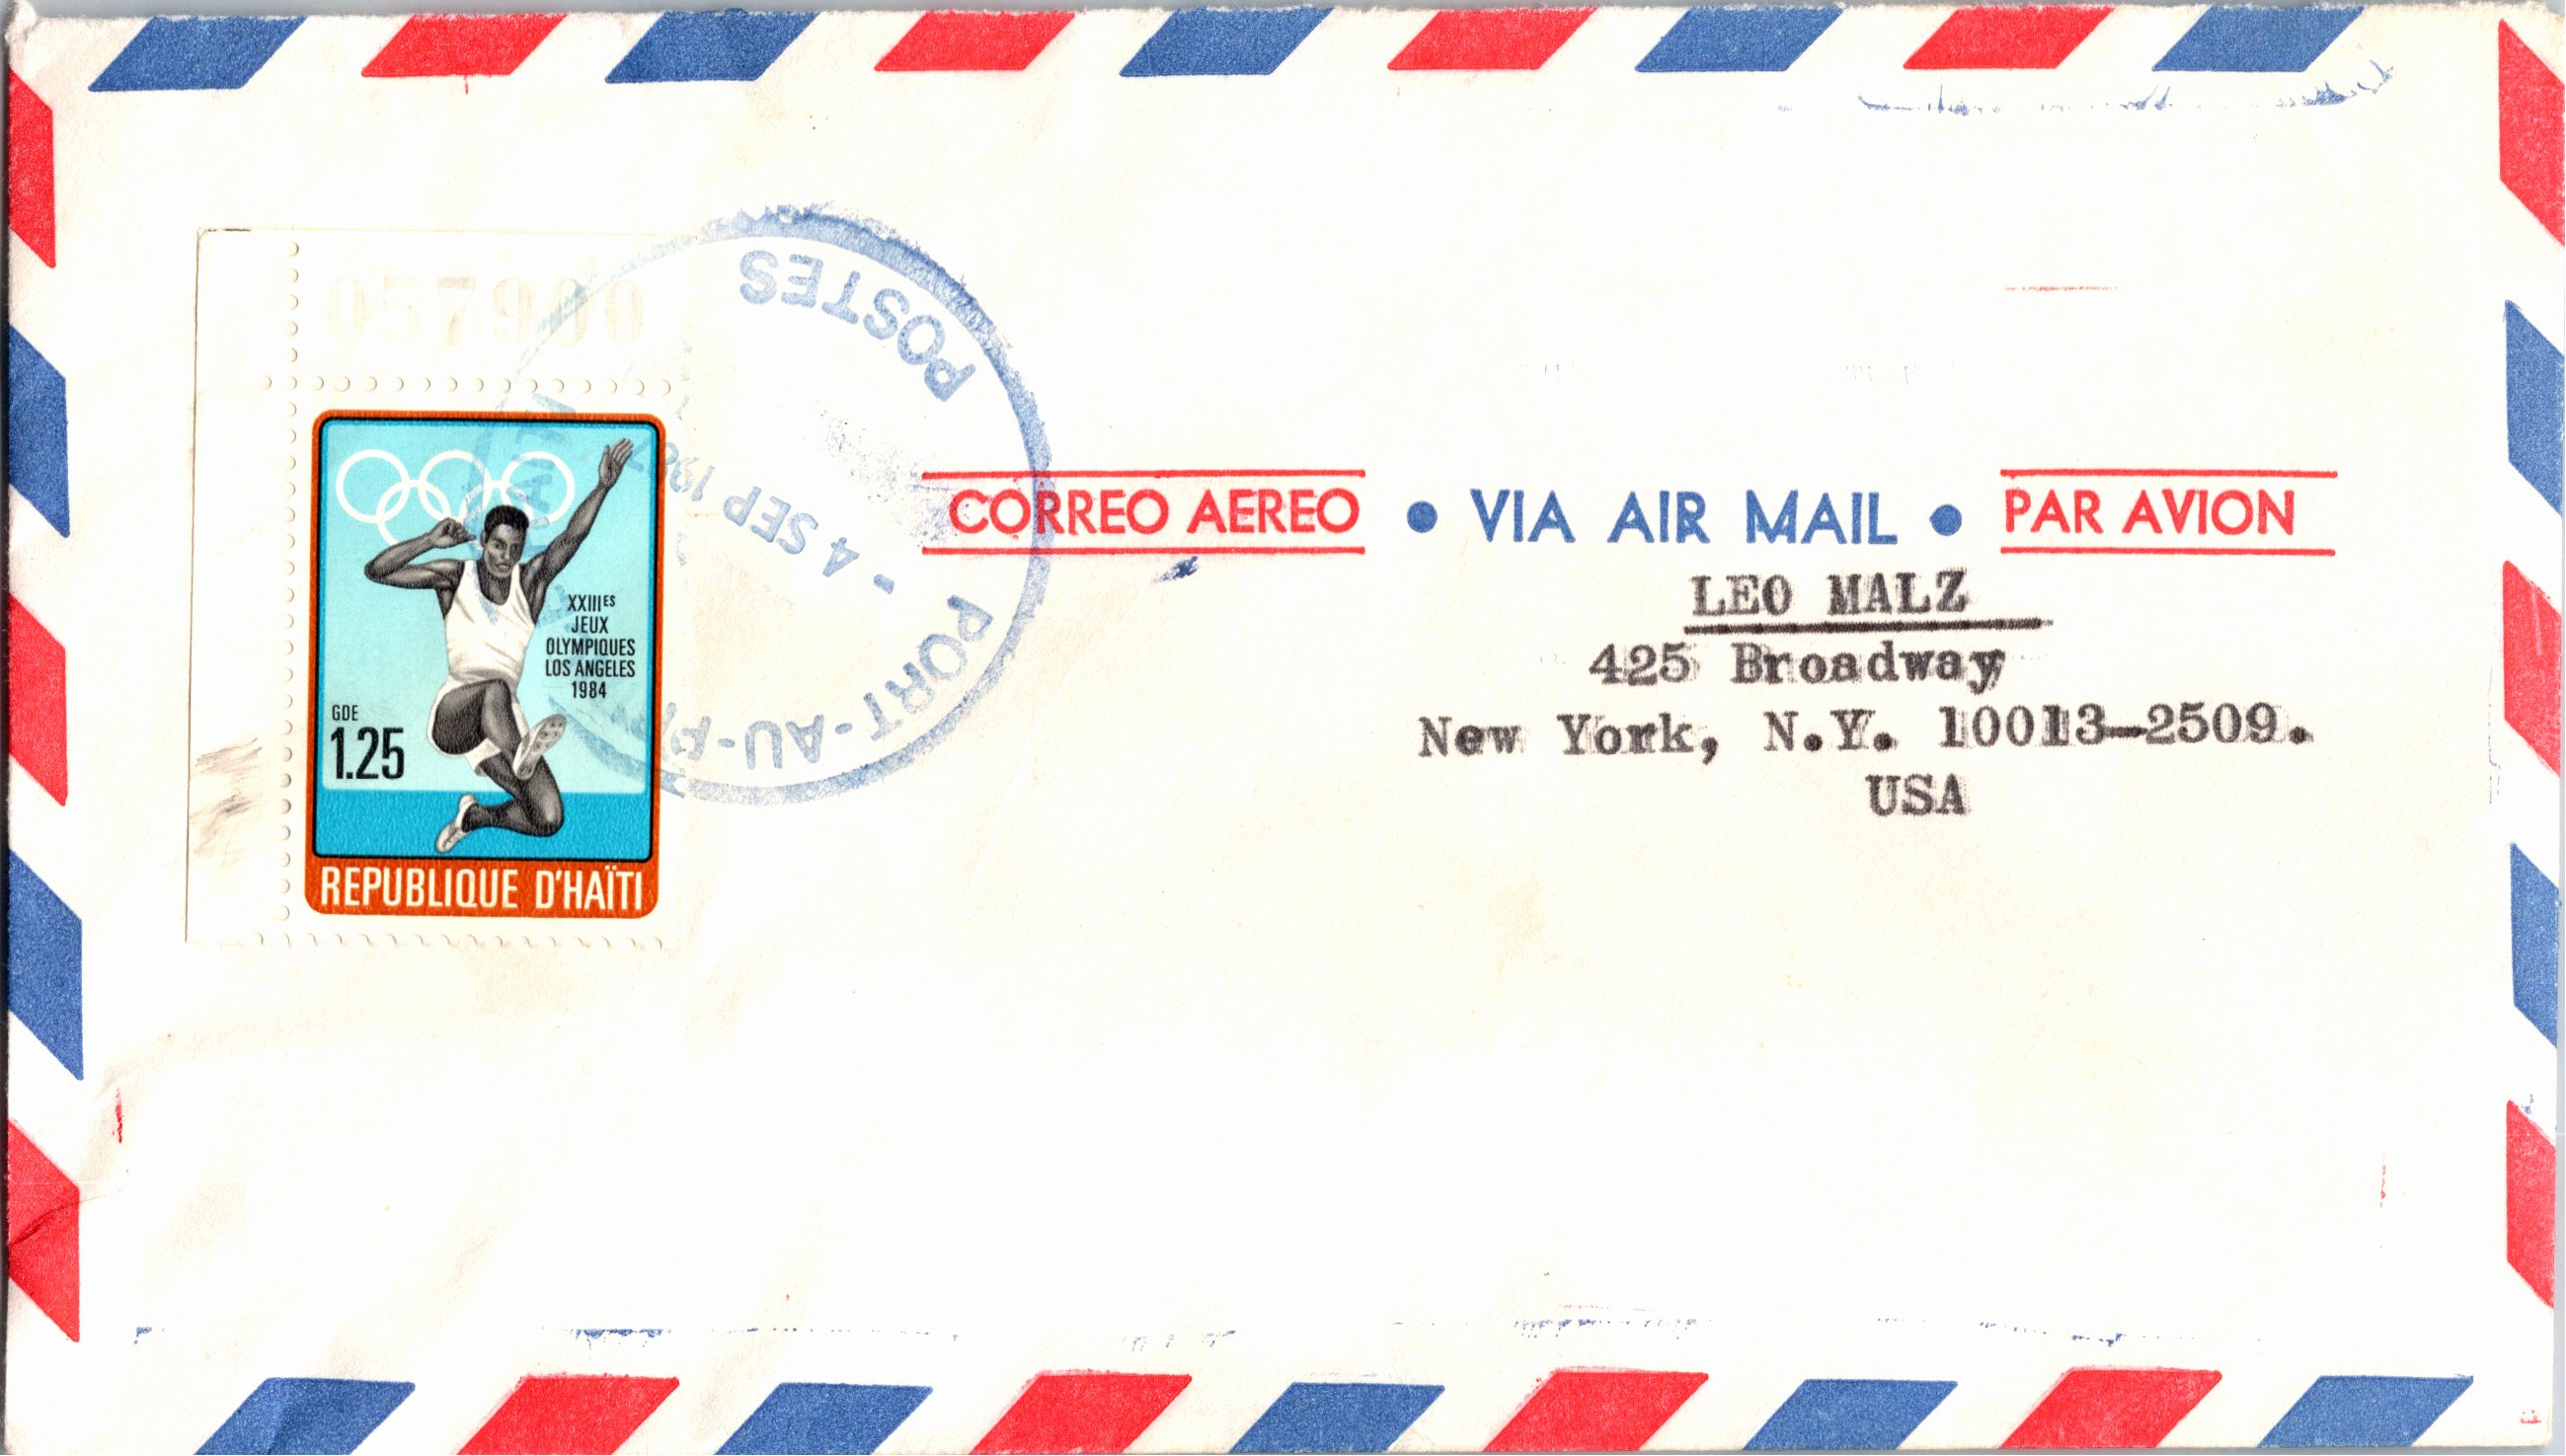 057900
POSTES
- 4 SEP
PORT-AU-
XXIIIES
JEUX
OLYMPIQUES
LOS ANGELES
1984
GDE
1.25
REPUBLIQUE D'HAÏTI
CORREO AEREO • VIA AIR MAIL • PAR AVION
LEO MALZ
425 Broadway
New York, N.Y. 10013-2509.
USA